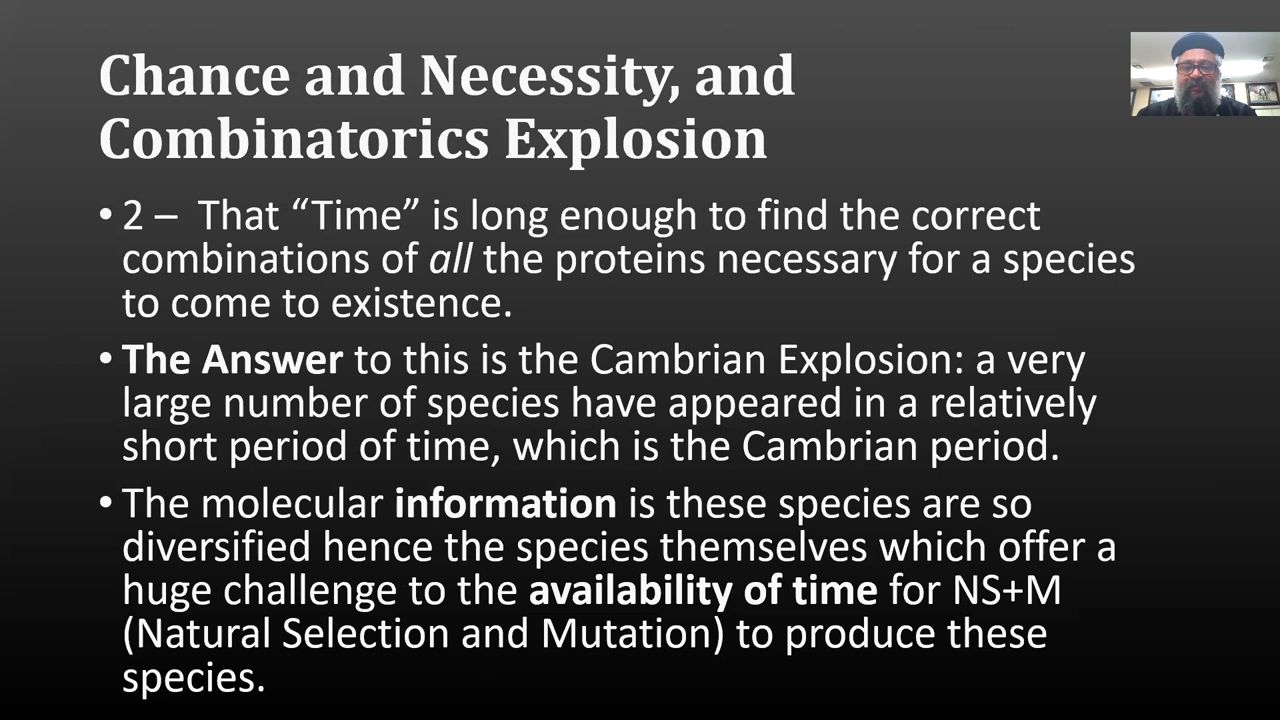 Chance and Necessity, and
Combinatorics Explosion
• 2 – That “Time” is long enough to find the correct
combinations of all the proteins necessary for a species
to come to existence.
• The Answer to this is the Cambrian Explosion: a very
large number of species have appeared in a relatively
short period of time, which is the Cambrian period.
• The molecular information is these species are so
diversified hence the species themselves which offer a
huge challenge to the availability of time for NS+M
(Natural Selection and Mutation) to produce these
species.